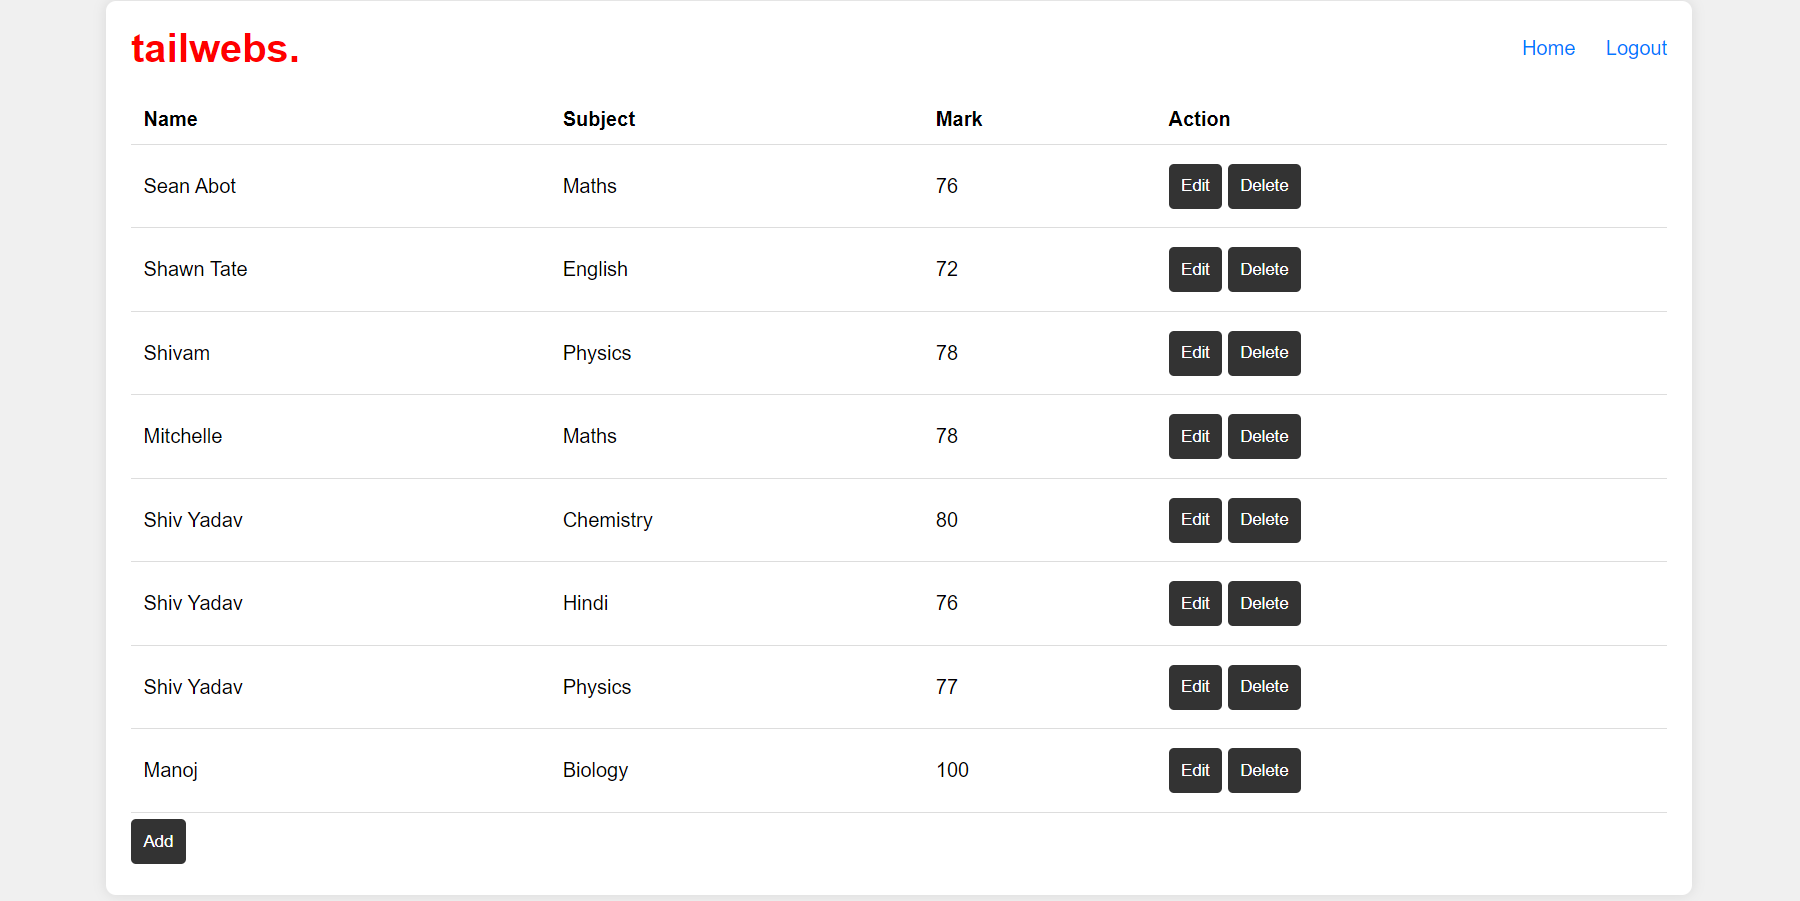 tailwebs. Home Logout
Name Subject Mark Action
Sean Abot Maths 76 Edit Delete
Shawn Tate English 72 Edit Delete
Shivam Physics 78 Edit Delete
Mitchelle Maths 78 Edit Delete
Shiv Yadav Chemistry 80 Edit Delete
Shiv Yadav Hindi 76 Edit Delete
Shiv Yadav Physics 77 Edit Delete
Manoj Biology 100 Edit Delete
Add